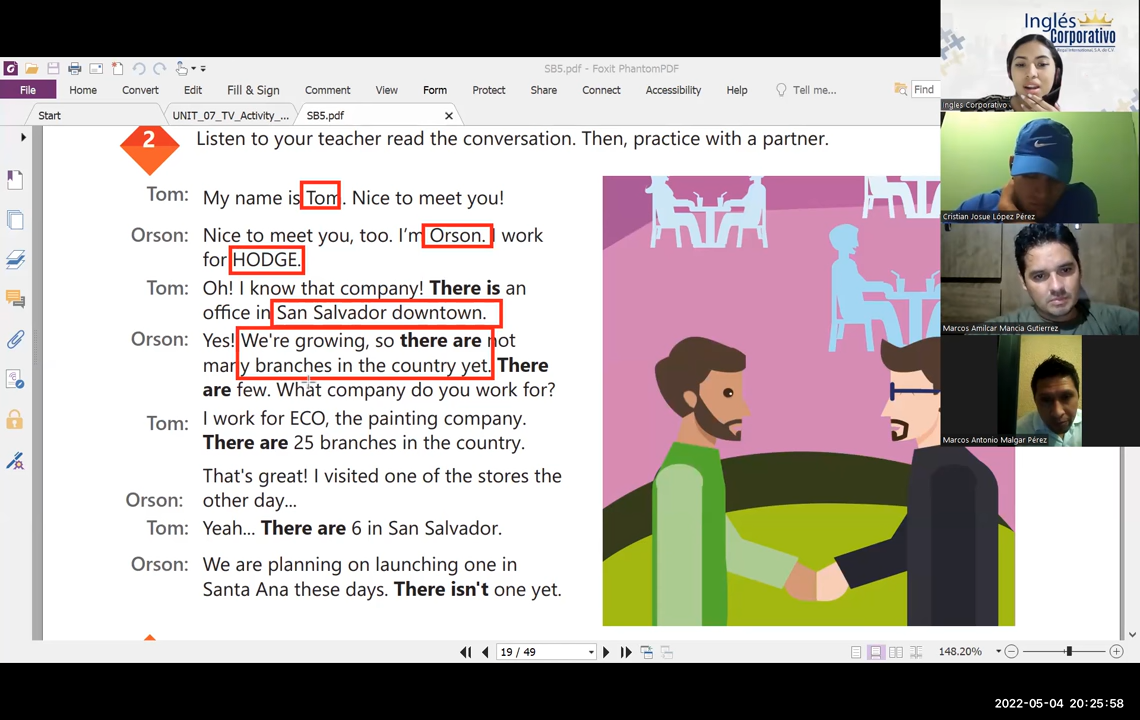 Inglés
Corporativo
Royal International, S.A. de C.V.
SB5.pdf - Foxit PhantomPDF
File Home Convert Edit Fill & Sign Comment View Form Protect Share Connect Accessibility Help Tell me... Find
Ingles Corporativo
Start UNIT_07_TV_Activity_... SB5.pdf
2 Listen to your teacher read the conversation. Then, practice with a partner.
Tom: My name is Tom. Nice to meet you!
Cristian Josue López Pérez
Orson: Nice to meet you, too. I'm Orson. I work
for HODGE.
Tom: Oh! I know that company! There is an
office in San Salvador downtown.
Marcos Amilcar Mancia Gutierrez
Orson: Yes! We're growing, so there are not
many branches in the country yet. There
are few. What company do you work for?
Tom: I work for ECO, the painting company.
There are 25 branches in the country.
Marcos Antonio Malgar Pérez
That's great! I visited one of the stores the
Orson: other day...
Tom: Yeah... There are 6 in San Salvador.
Orson: We are planning on launching one in
Santa Ana these days. There isn't one yet.
19 / 49
148.20%
2022-05-04 20:25:58